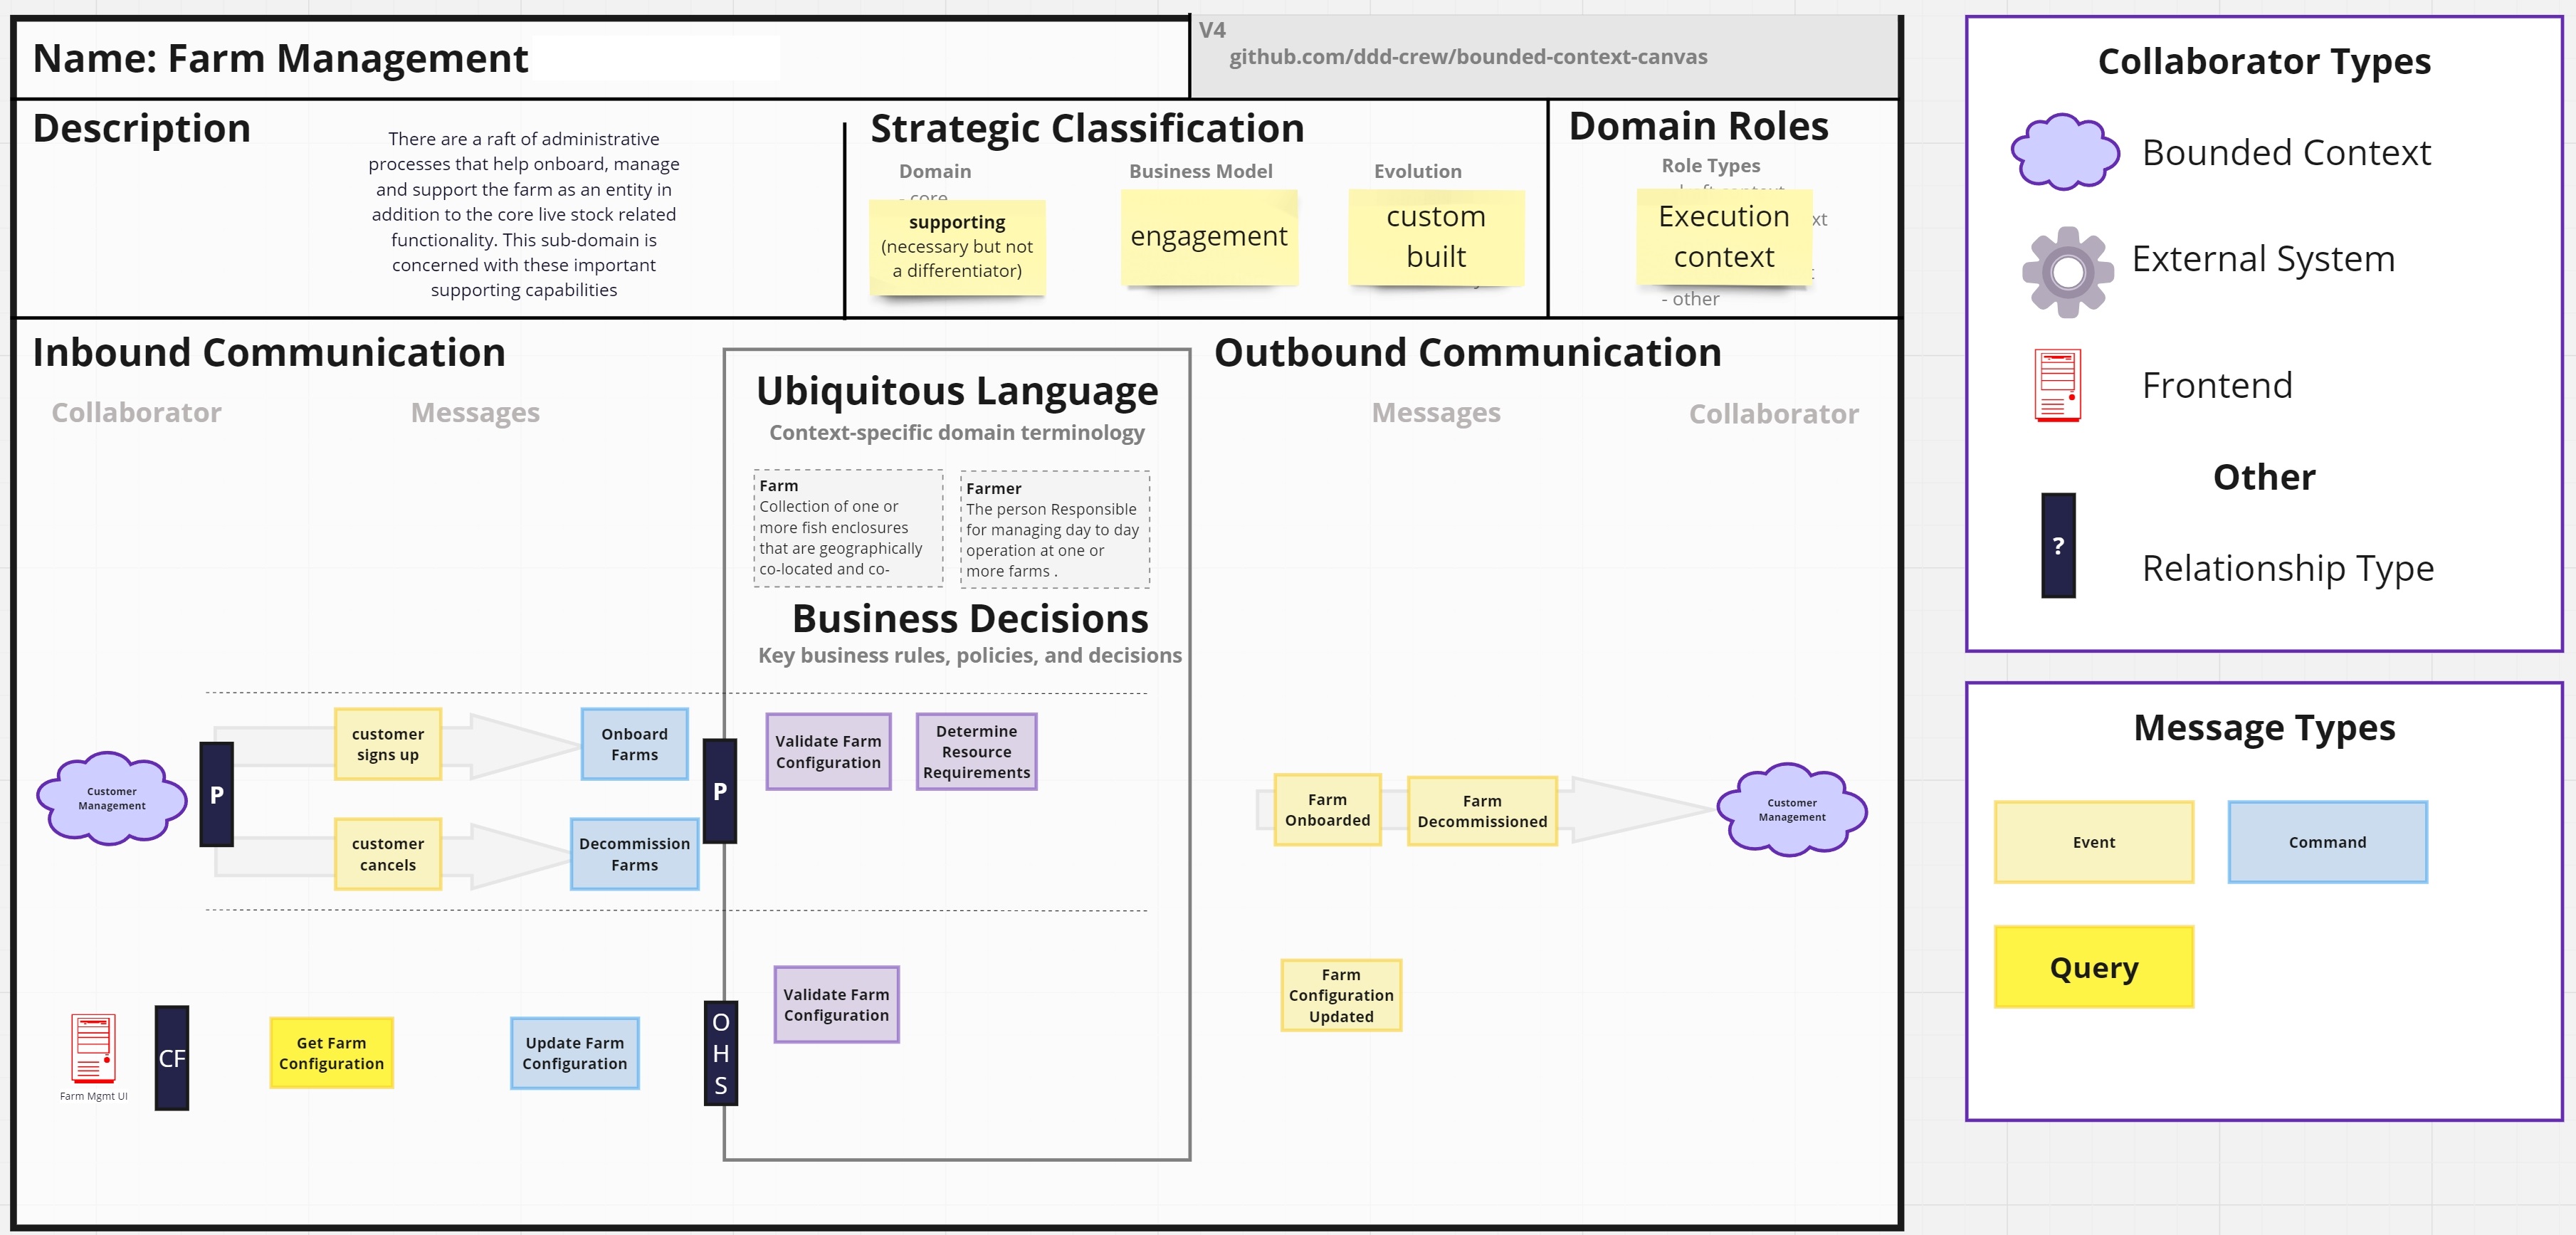 Name: Farm Management
V4
github.com/ddd-crew/bounded-context-canvas
Description
There are a raft of administrative
processes that help onboard, manage
and support the farm as an entity in
addition to the core live stock related
functionality. This sub-domain is
concerned with these important
supporting capabilities
Strategic Classification
Domain
- core
supporting
(necessary but not
a differentiator)
Business Model
engagement
Evolution
custom
built
Domain Roles
Role Types
Execution
context
- other
Inbound Communication
Collaborator
Messages
Ubiquitous Language
Context-specific domain terminology
Farm
Collection of one or
more fish enclosures
that are geographically
co-located and co-
Farmer
The person Responsible
for managing day to day
operation at one or
more farms .
Business Decisions
Key business rules, policies, and decisions
Outbound Communication
Messages
Collaborator
Customer
Management
P
customer
signs up
Onboard
Farms
customer
cancels
Decommission
Farms
P
Validate Farm
Configuration
Determine
Resource
Requirements
Farm
Onboarded
Farm
Decommissioned
Customer
Management
Farm Mgmt UI
CF
Get Farm
Configuration
Update Farm
Configuration
O
H
S
Validate Farm
Configuration
Farm
Configuration
Updated
Collaborator Types
Bounded Context
External System
Frontend
Other
?
Relationship Type
Message Types
Event
Command
Query